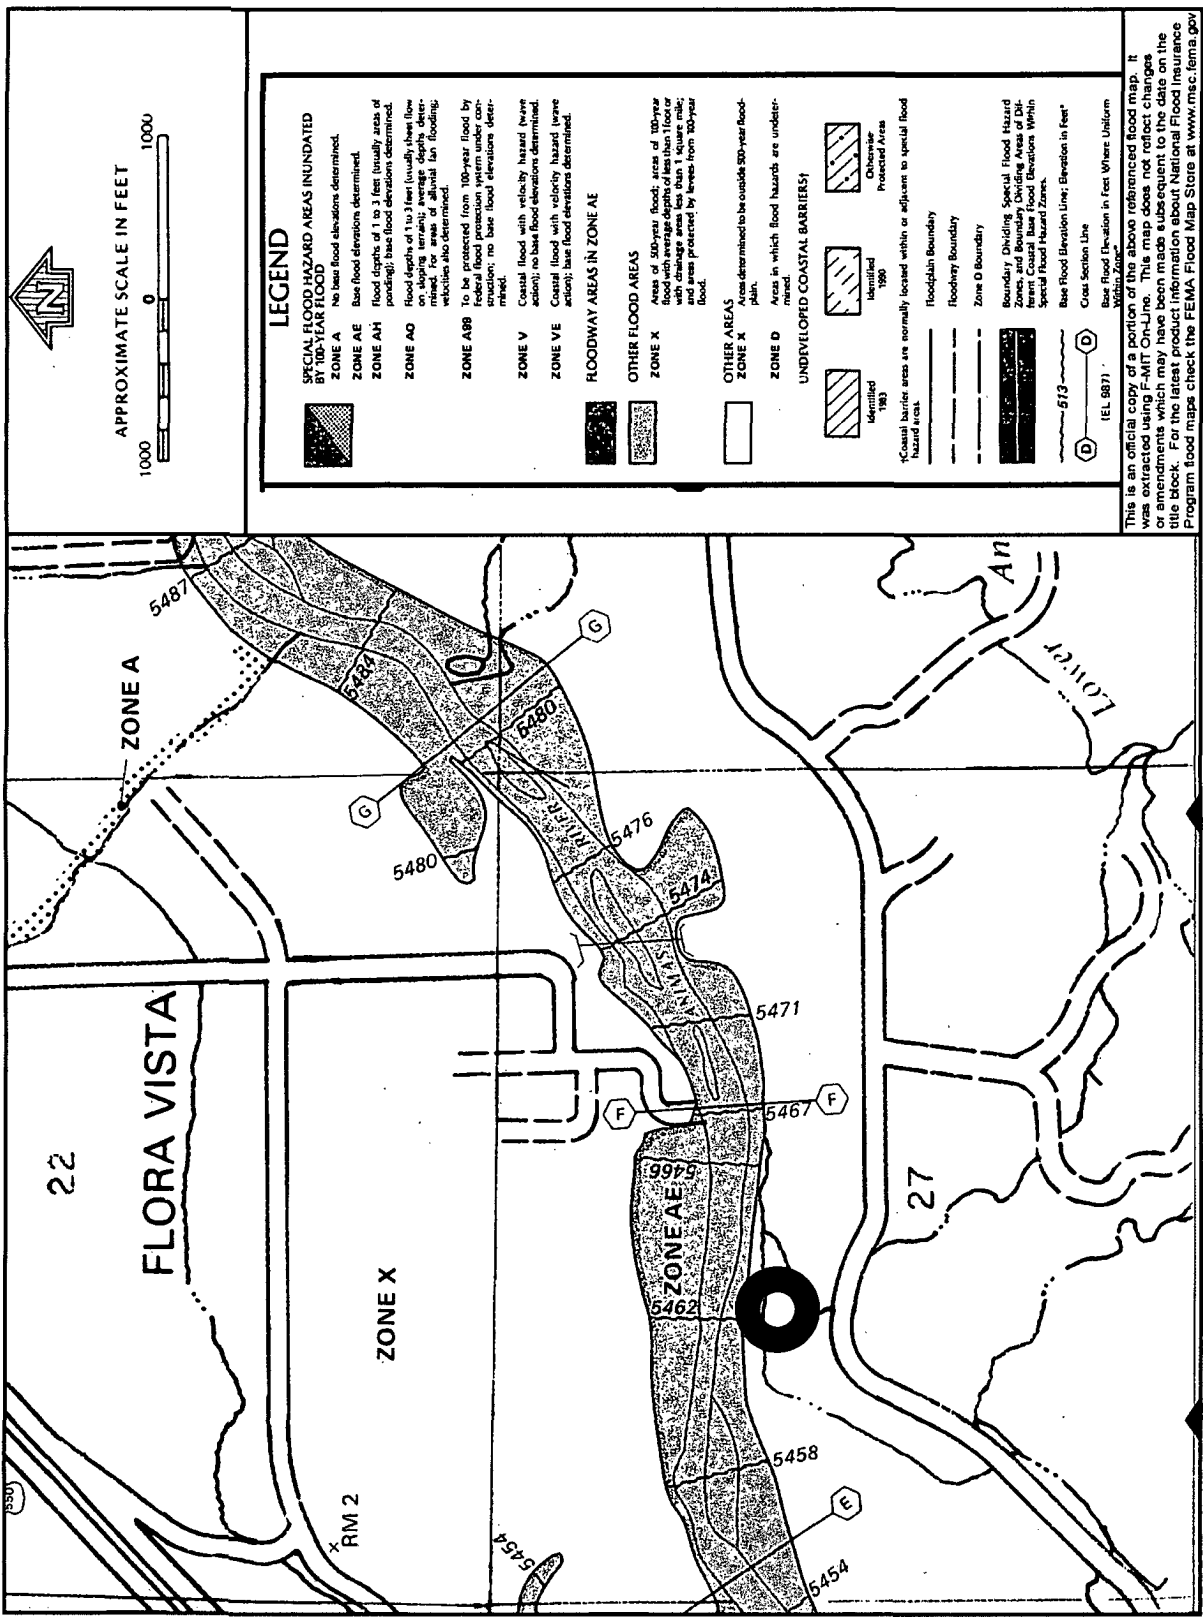 APPROXIMATE SCALE IN FEET
1000 0 1000
N
LEGEND
SPECIAL FLOOD HAZARD AREAS INUNDATED
BY 100-YEAR FLOOD
ZONE A No base flood elevations determined.
ZONE AE Base flood elevations determined.
ZONE AH Flood depths of 1 to 3 feet (usually areas of
ponding); base flood elevations determined.
ZONE AO Flood depths of 1 to 3 feet (usually sheet flow
on sloping terrain); average depths deter-
mined. For areas of alluvial fan flooding;
velocities also determined.
ZONE A99 To be protected from 100-year flood by
Federal flood protection system under con-
struction; no base flood elevations deter-
mined.
ZONE V Coastal flood with velocity hazard (wave
action); no base flood elevations determined.
ZONE VE Coastal flood with velocity hazard (wave
action); base flood elevations determined.
FLOODWAY AREAS IN ZONE AE
OTHER FLOOD AREAS
ZONE X Areas of 500-year flood; areas of 100-year
flood with average depths of less than 1 foot or
with drainage areas less than 1 square mile;
and areas protected by levees from 100-year
flood.
OTHER AREAS
ZONE X Areas determined to be outside 500-year flood-
plain.
ZONE D Areas in which flood hazards are undeter-
mined.
UNDEVELOPED COASTAL BARRIERS†
Identified
1983
Identified
1990
Otherwise
Protected Areas
†Coastal barrier areas are normally located within or adjacent to special flood
hazard areas.
Floodplain Boundary
Floodway Boundary
Zone D Boundary
Boundary Dividing Special Flood Hazard
Zones, and Boundary Dividing Areas of Dif-
ferent Coastal Base Flood Elevations Within
Special Flood Hazard Zones.
513 Base Flood Elevation Line; Elevation in Feet*
D D Cross Section Line
(EL 987) Base Flood Elevation in Feet Where Uniform
Within Zone*
This is an official copy of a portion of the above referenced flood map. It
was extracted using F-MIT On-Line. This map does not reflect changes
or amendments which may have been made subsequent to the date on the
title block. For the latest product information about National Flood Insurance
Program flood maps check the FEMA Flood Map Store at www.msc.fema.gov
22
FLORA VISTA
ZONE A
ZONE X
RM 2
5487
5484
5480
G
G
5480
RIVER
5476
5474
ANIMAS
5471
F
F
5467
5466
ZONE AE
5462
5458
E
5454
5454
27
Lower
An
550